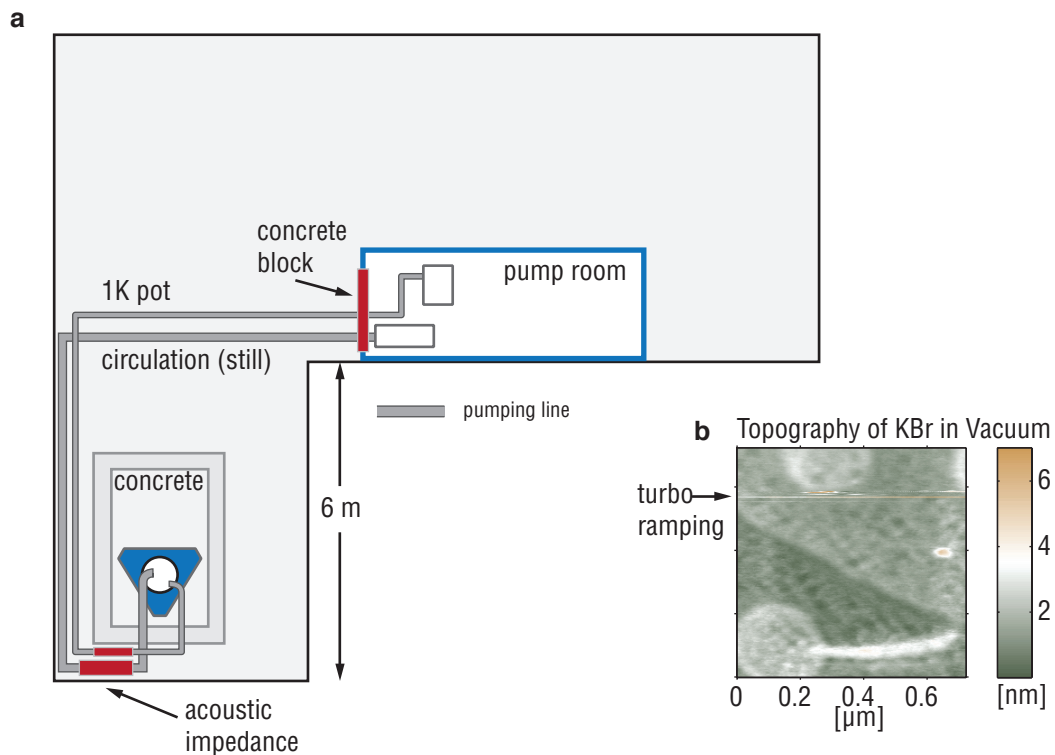 a
concrete
block
pump room
1K pot
circulation (still)
pumping line
concrete
6 m
acoustic
impedance
b
Topography of KBr in Vacuum
turbo
ramping
6
4
2
[nm]
0 0.2 0.4 0.6
[µm]